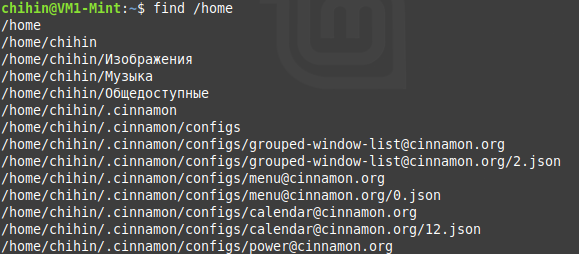 chihin@VM1-Mint:~$ find /home
/home
/home/chihin
/home/chihin/Изображения
/home/chihin/Музыка
/home/chihin/Общедоступные
/home/chihin/.cinnamon
/home/chihin/.cinnamon/configs
/home/chihin/.cinnamon/configs/grouped-window-list@cinnamon.org
/home/chihin/.cinnamon/configs/grouped-window-list@cinnamon.org/2.json
/home/chihin/.cinnamon/configs/menu@cinnamon.org
/home/chihin/.cinnamon/configs/menu@cinnamon.org/0.json
/home/chihin/.cinnamon/configs/calendar@cinnamon.org
/home/chihin/.cinnamon/configs/calendar@cinnamon.org/12.json
/home/chihin/.cinnamon/configs/power@cinnamon.org